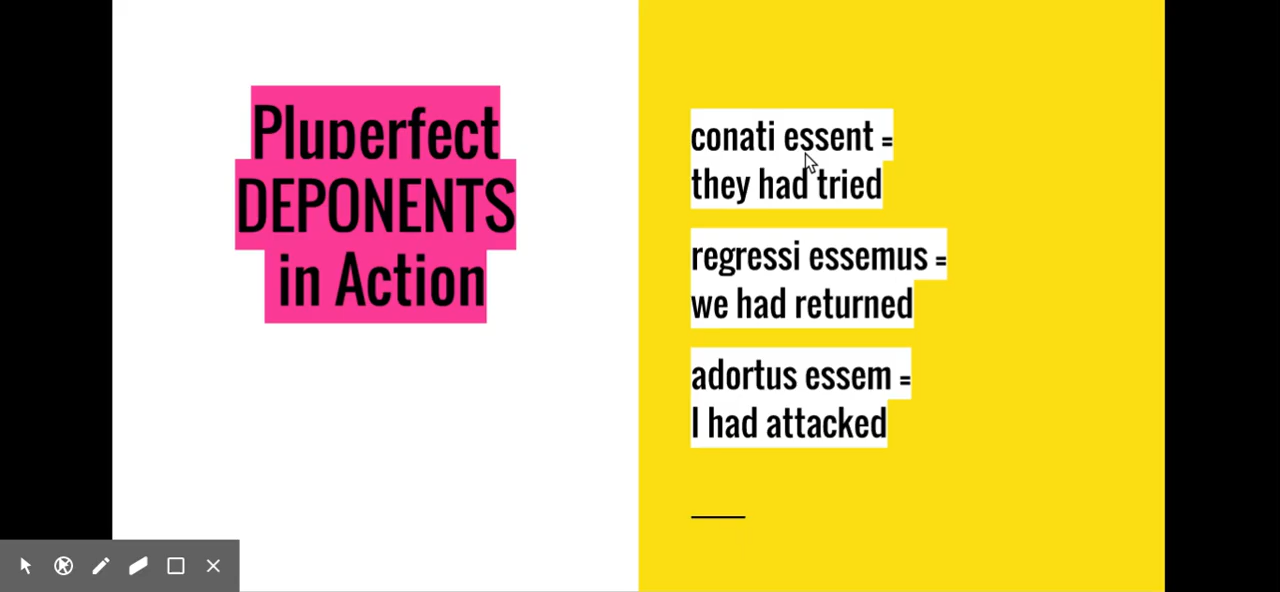 Pluperfect
DEPONENTS
in Action
conati essent =
they had tried
regressi essemus =
we had returned
adortus essem =
I had attacked